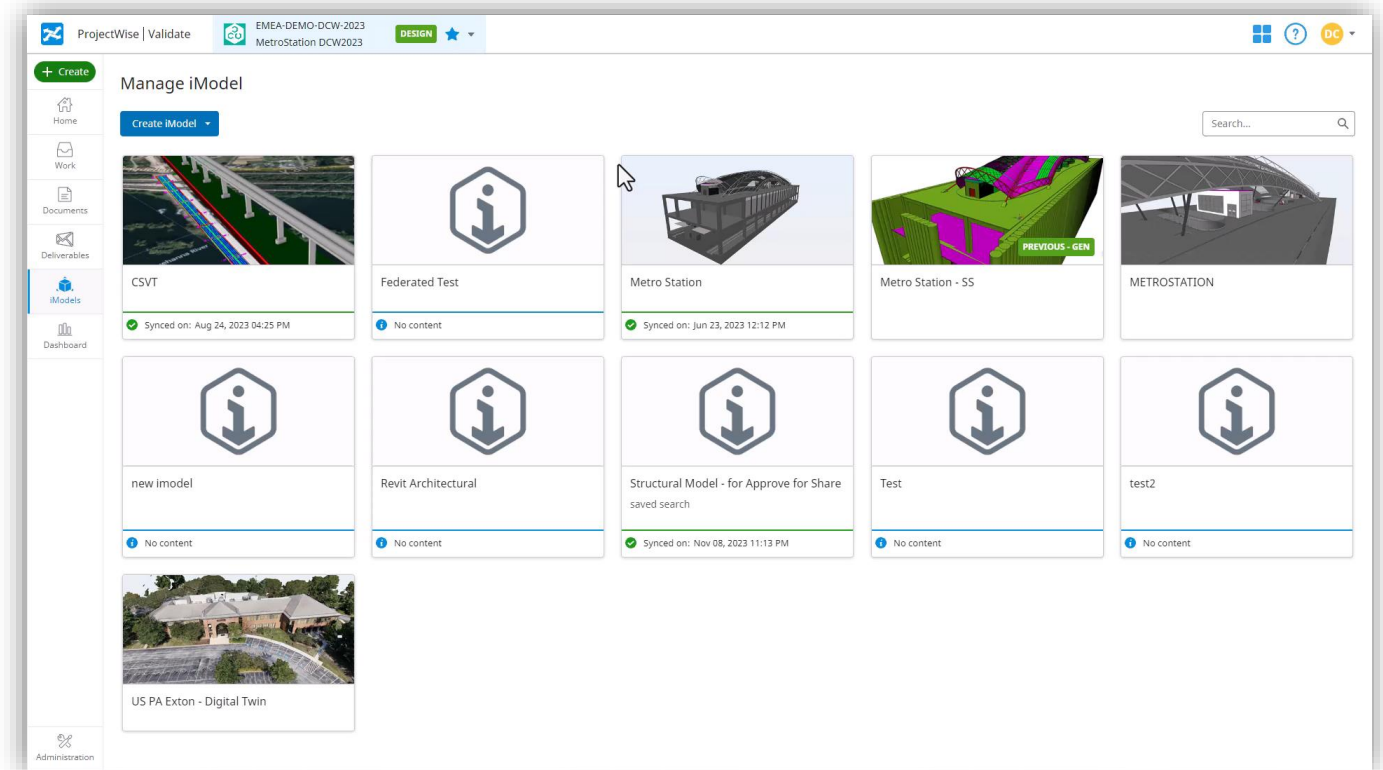 ProjectWise | Validate
EMEA-DEMO-DCW-2023
MetroStation DCW2023
DESIGN
?
DC
+ Create
Home
Work
Documents
Deliverables
iModels
Dashboard
Administration
Manage iModel
Create iModel
Search...
CSVT
Synced on: Aug 24, 2023 04:25 PM
Federated Test
No content
Metro Station
Synced on: Jun 23, 2023 12:12 PM
PREVIOUS - GEN
Metro Station - SS
METROSTATION
new imodel
No content
Revit Architectural
No content
Structural Model - for Approve for Share
saved search
Synced on: Nov 08, 2023 11:13 PM
Test
No content
test2
No content
US PA Exton - Digital Twin